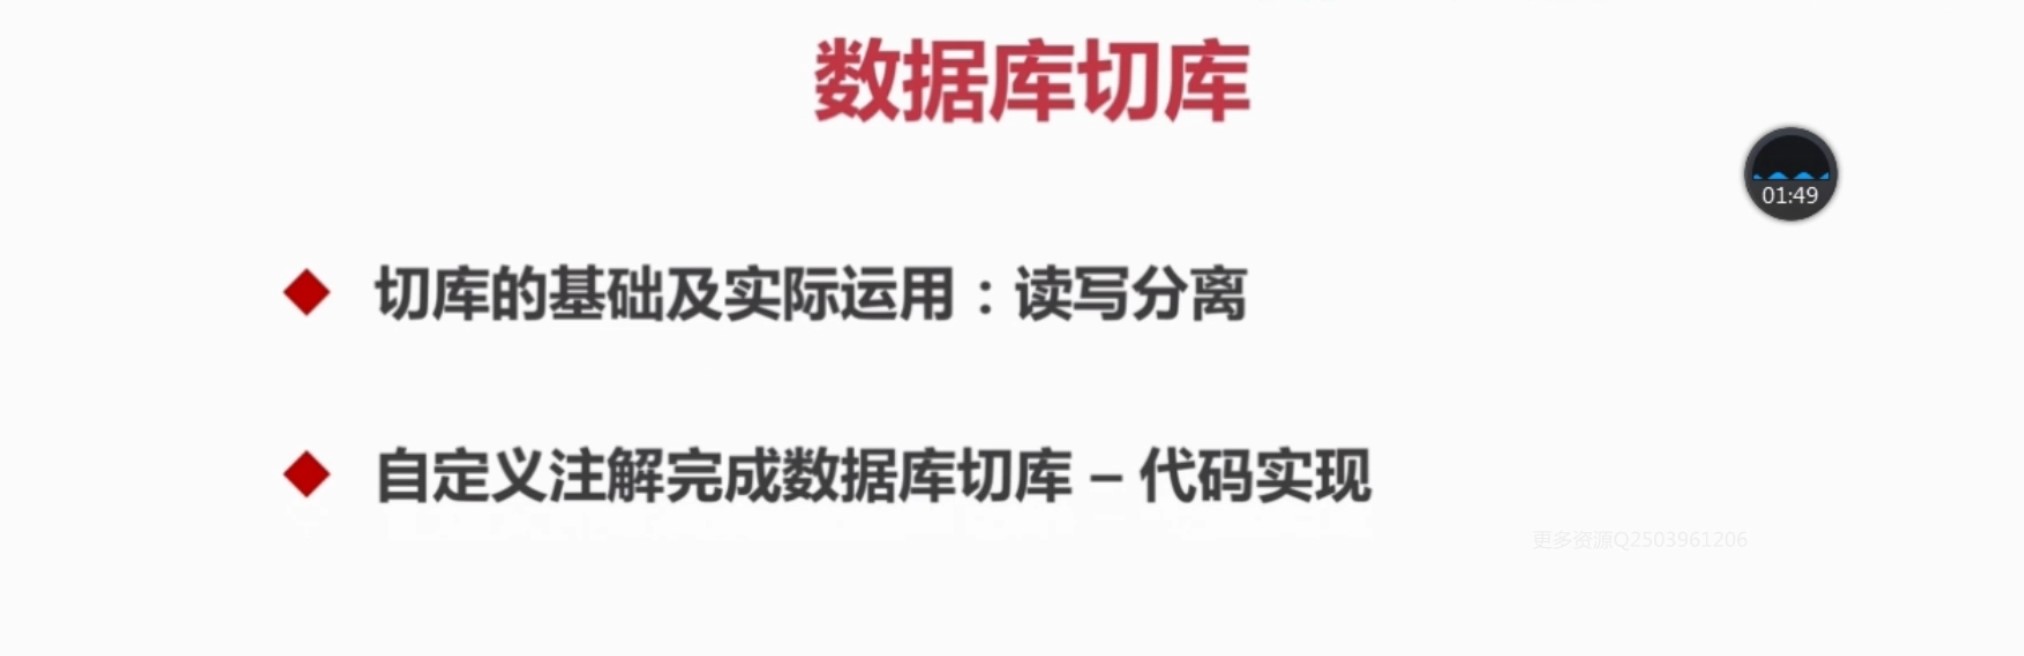 数据库切库
01:49
切库的基础及实际运用：读写分离
自定义注解完成数据库切库 – 代码实现
更多资源Q2503961206